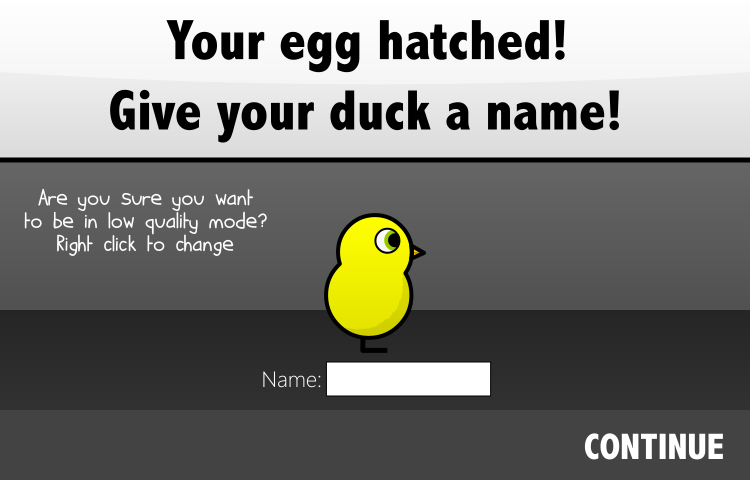 Your egg hatched!
Give your duck a name!
Are you sure you want
to be in low quality mode?
Right click to change
Name:
CONTINUE